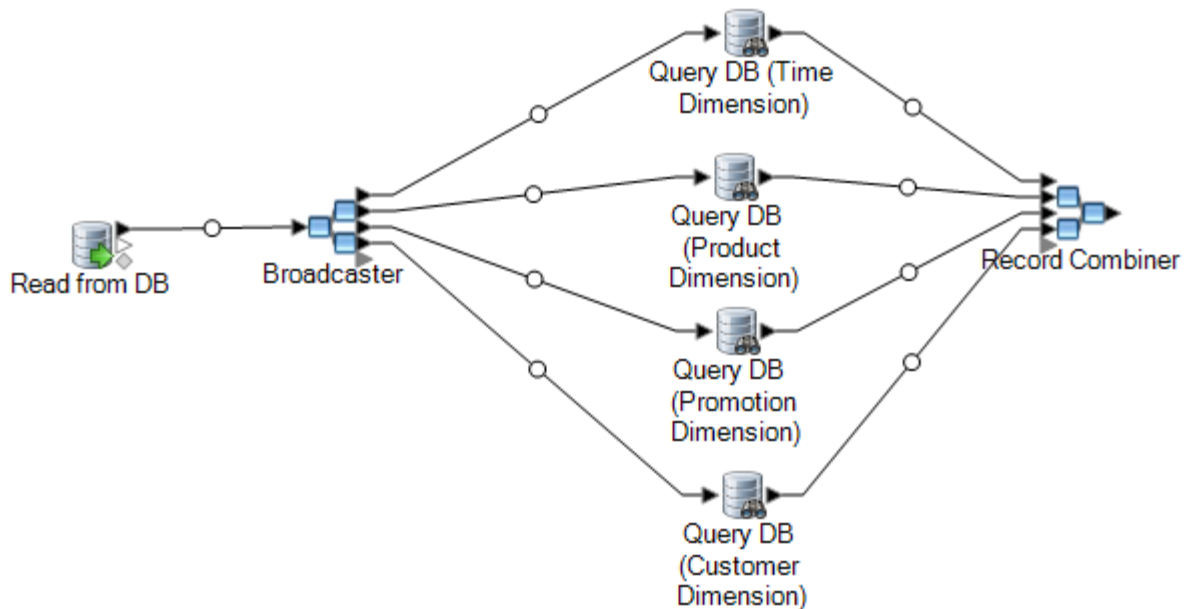 Query DB (Time
Dimension)
Read from DB
Broadcaster
Query DB
(Product
Dimension)
Record Combiner
Query DB
(Promotion
Dimension)
Query DB
(Customer
Dimension)